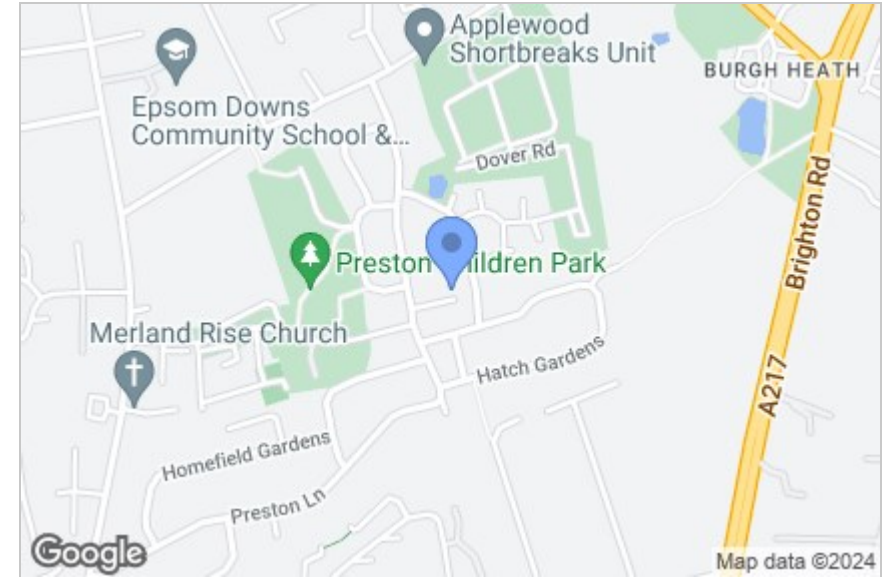 Applewood
Shortbreaks Unit
BURGH HEATH
Epsom Downs
Community School &...
Dover Rd
Brighton Rd
Preston
ildren Park
Merland Rise Church
Hatch Gardens
A217
Homefield Gardens
Preston Ln
Google
Map data ©2024